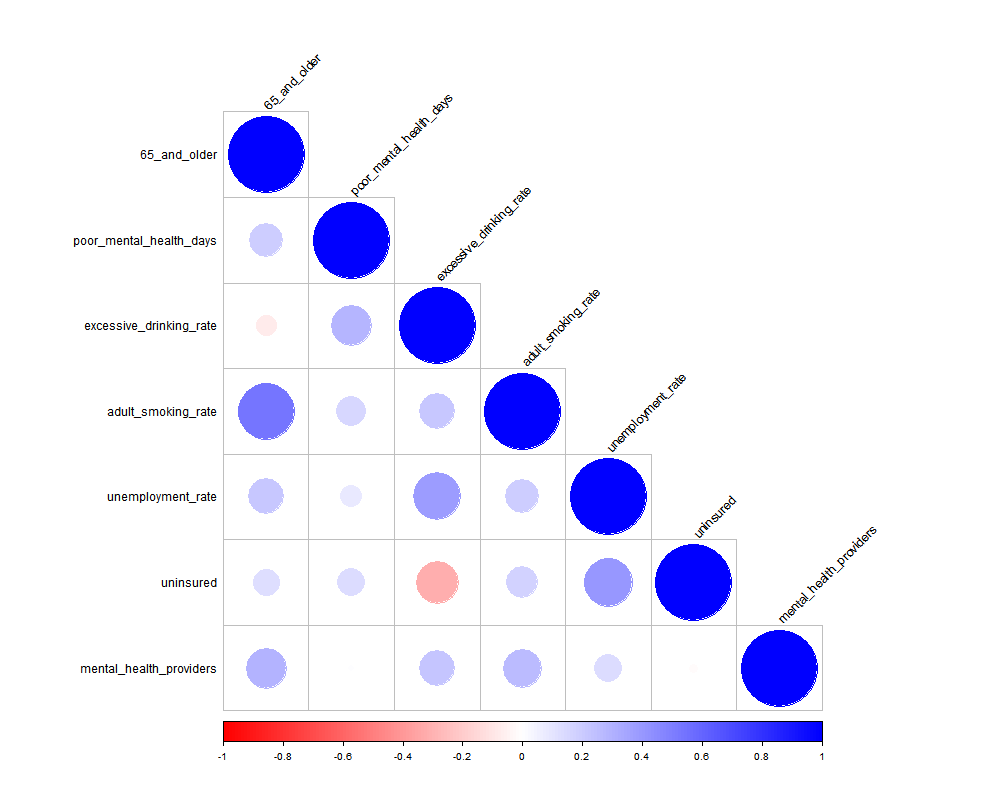 65_and_older
poor_mental_health_days
excessive_drinking_rate
adult_smoking_rate
unemployment_rate
uninsured
mental_health_providers
65_and_older
poor_mental_health_days
excessive_drinking_rate
adult_smoking_rate
unemployment_rate
uninsured
mental_health_providers
-1 -0.8 -0.6 -0.4 -0.2 0 0.2 0.4 0.6 0.8 1